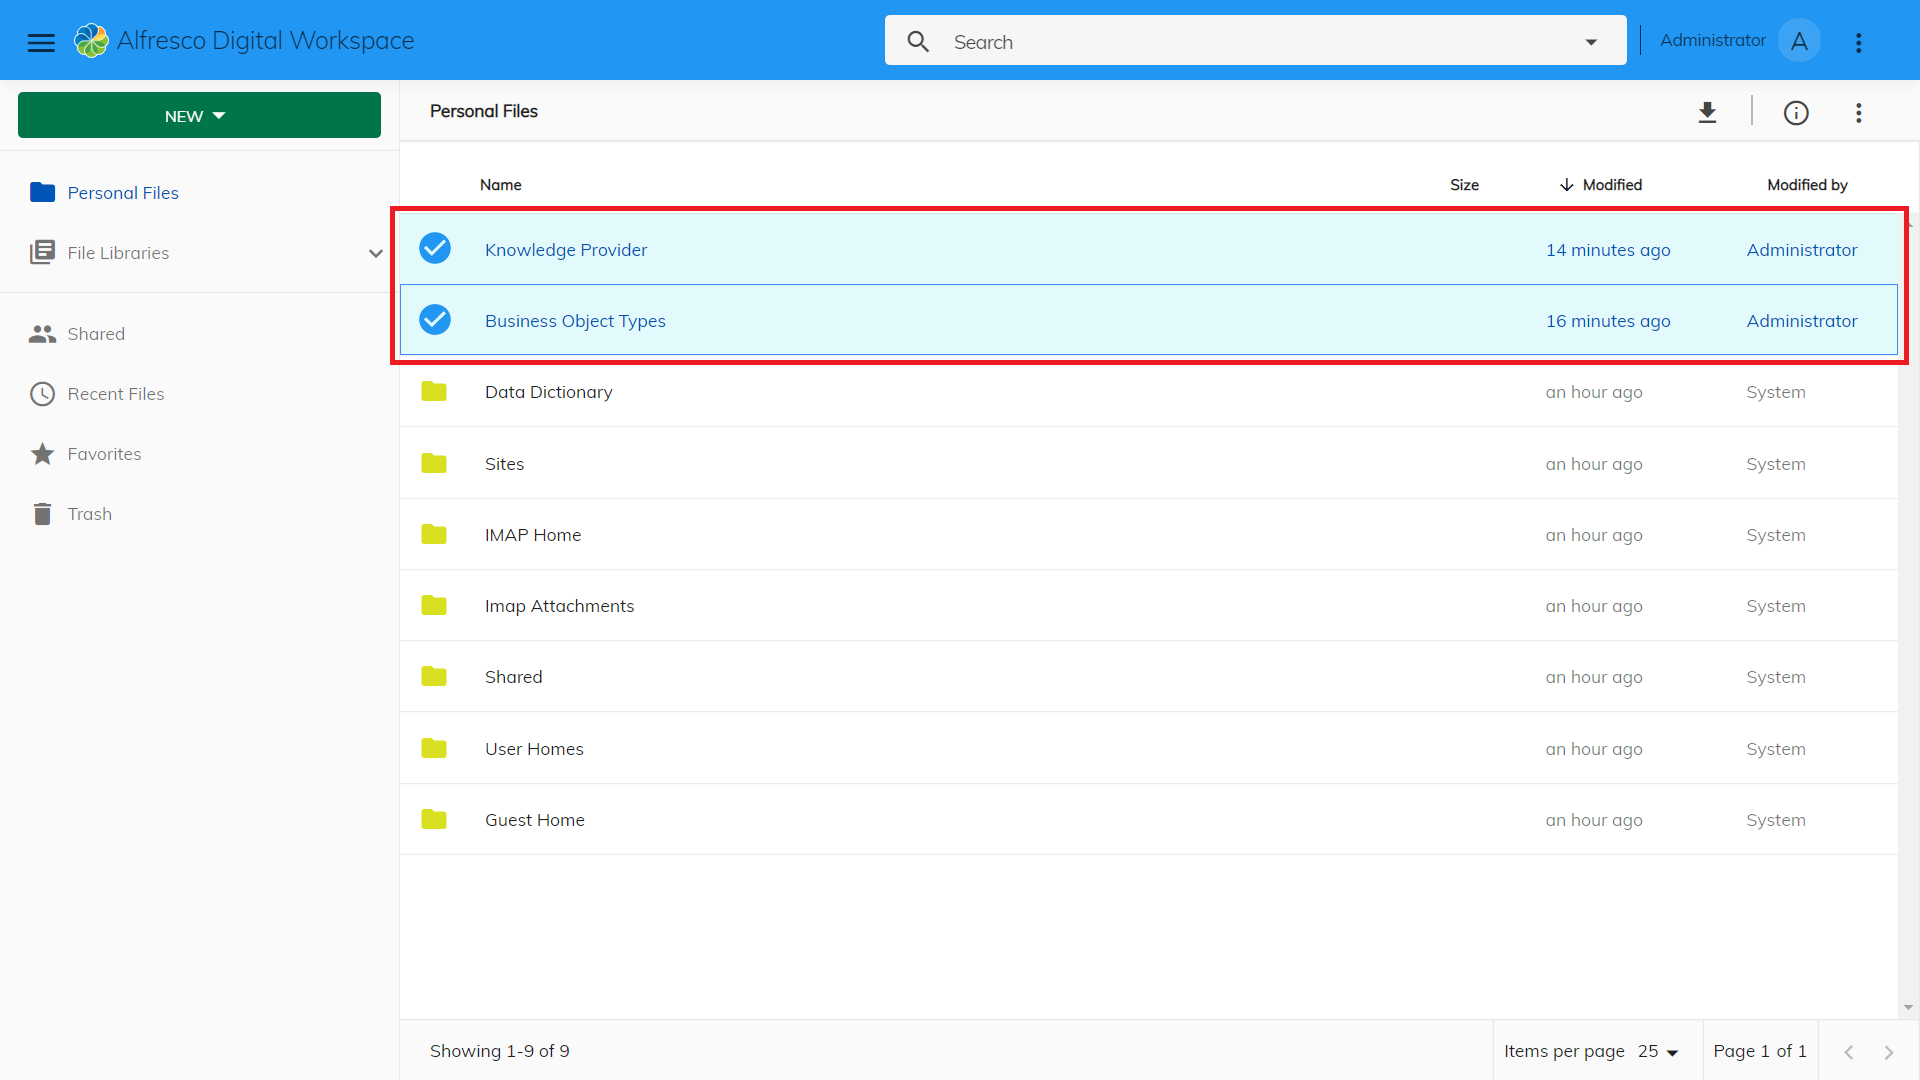 Alfresco Digital Workspace
Search
Administrator A
NEW
Personal Files
Personal Files
File Libraries
Shared
Recent Files
Favorites
Trash
Name Size Modified Modified by
Knowledge Provider 14 minutes ago Administrator
Business Object Types 16 minutes ago Administrator
Data Dictionary an hour ago System
Sites an hour ago System
IMAP Home an hour ago System
Imap Attachments an hour ago System
Shared an hour ago System
User Homes an hour ago System
Guest Home an hour ago System
Showing 1-9 of 9 Items per page 25 Page 1 of 1